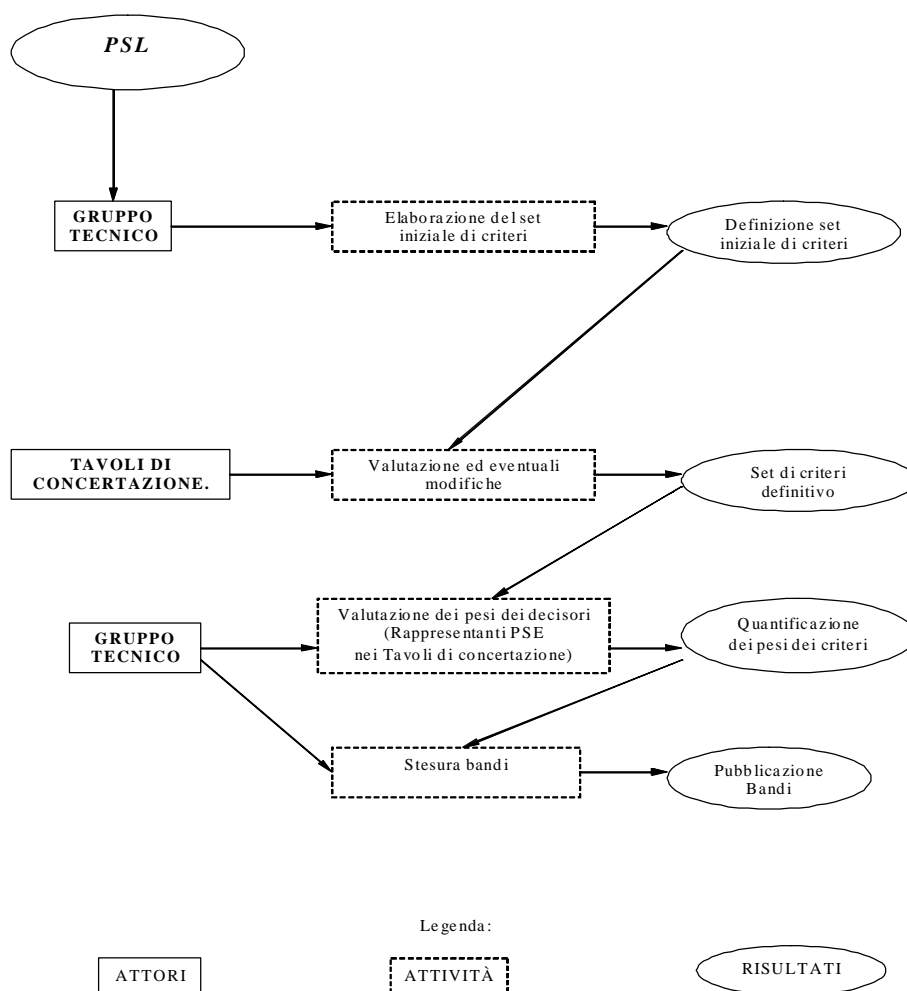 PSL
GRUPPO
TECNICO
Elaborazione del set
iniziale di criteri
Definizione set
iniziale di criteri
TAVOLI DI
CONCERTAZIONE.
Valutazione ed eventuali
modifiche
Set di criteri
definitivo
GRUPPO
TECNICO
Valutazione dei pesi dei decisori
(Rappresentanti PSE
nei Tavoli di concertazione)
Quantificazione
dei pesi dei criteri
Stesura bandi
Pubblicazione
Bandi
Legenda:
ATTORI
ATTIVITÀ
RISULTATI